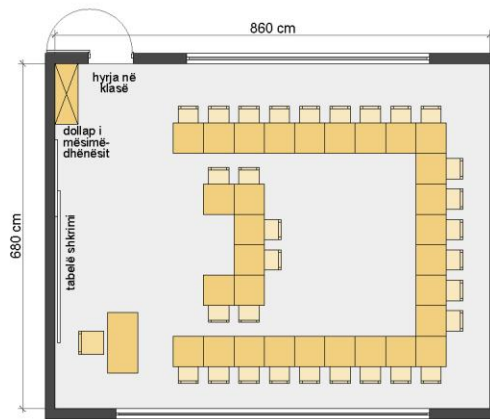 860 cm
hyrja në
klasë
dollap i
mësimë-
dhënësit
680 cm
tabelë shkrimi